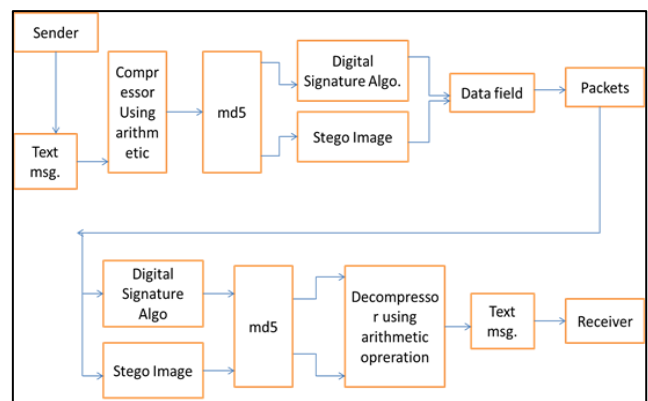 Sender
Text
msg.
Compr
essor
Using
arithm
etic
md5
Digital
Signature Algo.
Stego Image
Data field
Packets
Digital
Signature
Algo
Stego Image
md5
Decompresso
r using
arithmetic
opreration
Text
msg.
Receiver